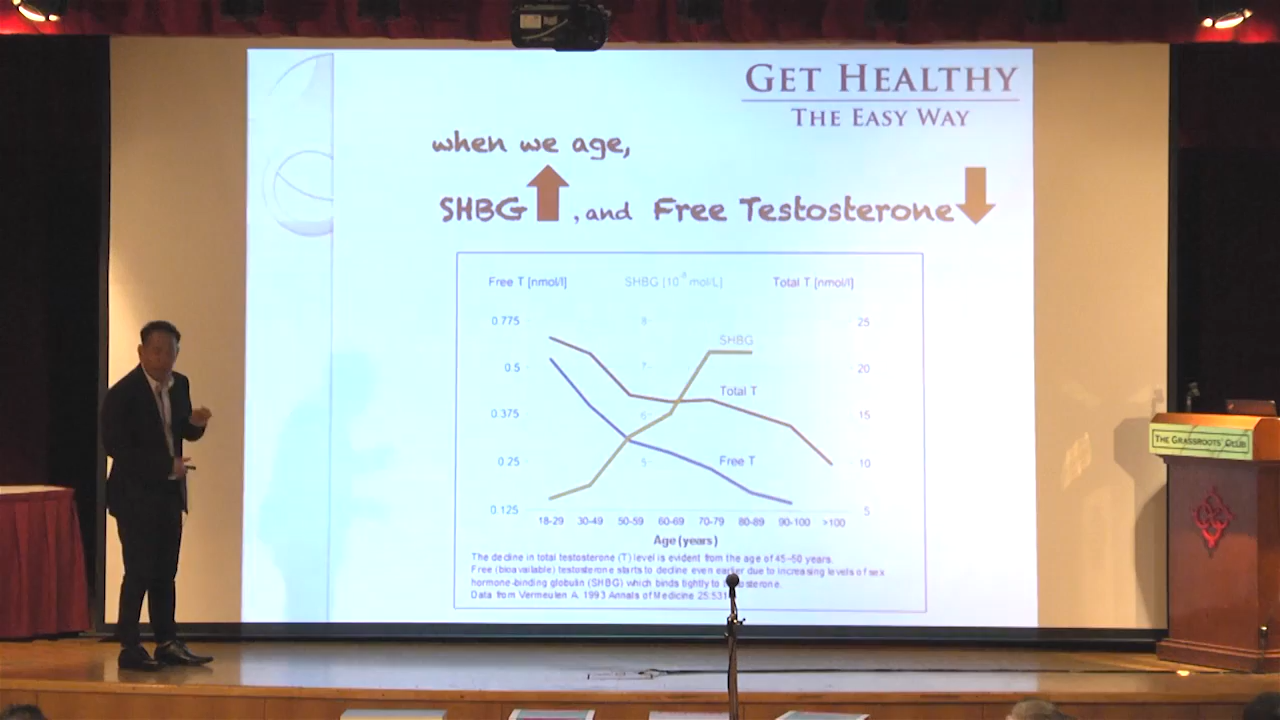 GET HEALTHY
THE EASY WAY
when we age,
SHBG , and Free Testosterone
Free T [nmol/l] SHBG [10⁻⁸ mol/L] Total T [nmol/l]
0.775 8 25
SHBG
0.5 7 20
Total T
0.375 6 15
0.25 5 Free T 10
0.125 5
18-29 30-49 50-59 60-69 70-79 80-89 90-100 >100
Age (years)
The decline in total testosterone (T) level is evident from the age of 45-50 years.
Free (bioavailable) testosterone starts to decline even earlier due to increasing levels of sex
hormone-binding globulin (SHBG) which binds tightly to testosterone.
Data from Vermeulen A. 1993 Annals of Medicine 25:531
THE GRASSROOTS' CLUB